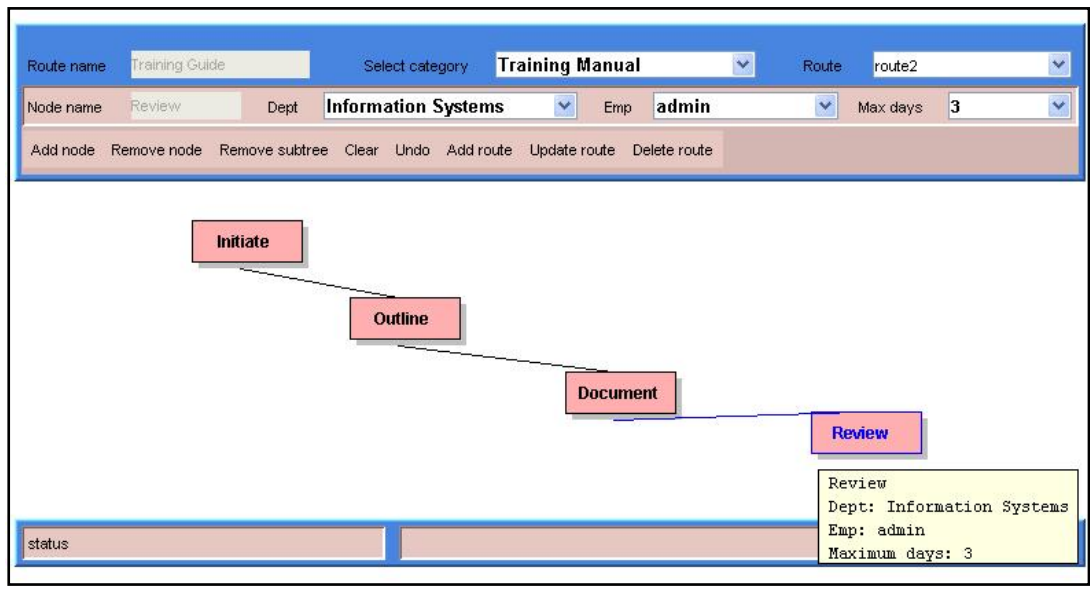 Route name Training Guide Select category Training Manual Route route2
Node name Review Dept Information Systems Emp admin Max days 3
Add node Remove node Remove subtree Clear Undo Add route Update route Delete route
Initiate
Outline
Document
Review
Review
Dept: Information Systems
Emp: admin
Maximum days: 3
status